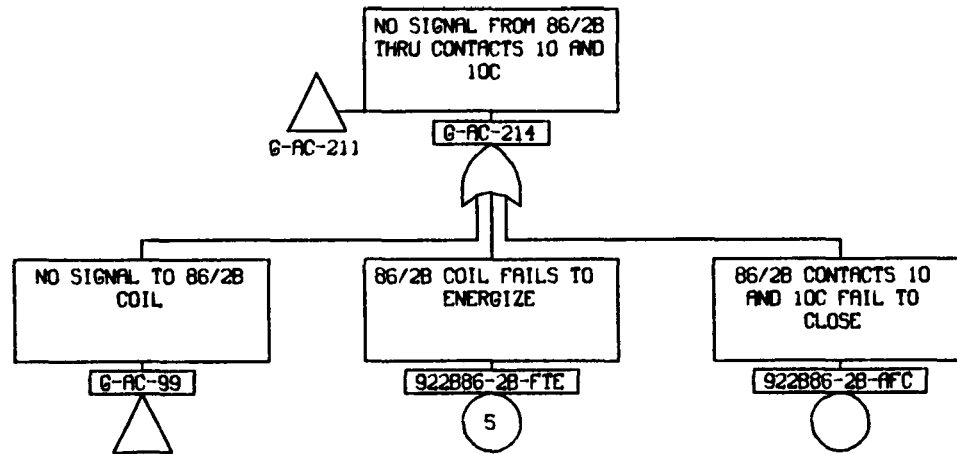 NO SIGNAL FROM 86/2B
THRU CONTACTS 10 AND
10C
G-AC-211
G-AC-214
NO SIGNAL TO 86/2B
COIL
86/2B COIL FAILS TO
ENERGIZE
86/2B CONTACTS 10
AND 10C FAIL TO
CLOSE
G-AC-99
922B86-2B-FTE
922B86-2B-AFC
5